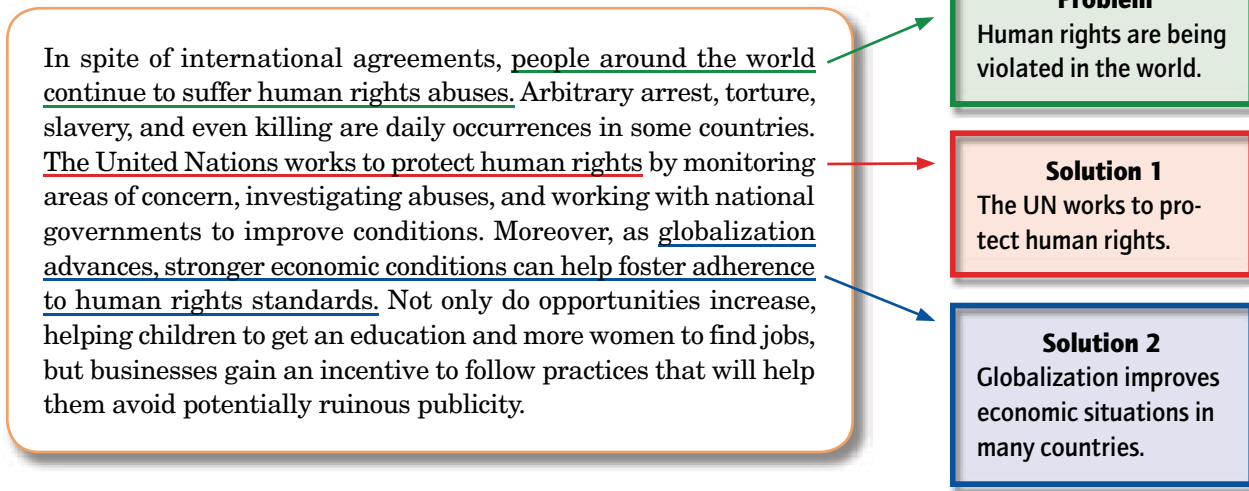 In spite of international agreements, people around the world
continue to suffer human rights abuses. Arbitrary arrest, torture,
slavery, and even killing are daily occurrences in some countries.
The United Nations works to protect human rights by monitoring
areas of concern, investigating abuses, and working with national
governments to improve conditions. Moreover, as globalization
advances, stronger economic conditions can help foster adherence
to human rights standards. Not only do opportunities increase,
helping children to get an education and more women to find jobs,
but businesses gain an incentive to follow practices that will help
them avoid potentially ruinous publicity.
Problem
Human rights are being
violated in the world.
Solution 1
The UN works to pro-
tect human rights.
Solution 2
Globalization improves
economic situations in
many countries.